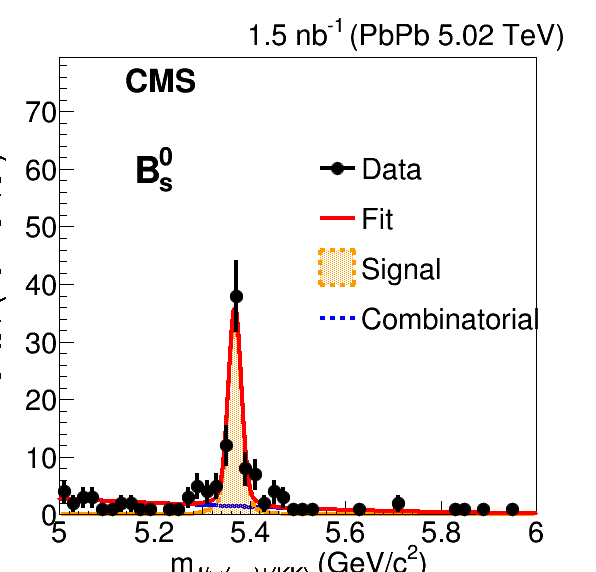 1.5 nb⁻¹ (PbPb 5.02 TeV)
CMS
B⁰ₛ
Data
Fit
Signal
Combinatorial
70
60
50
40
30
20
10
0
5 5.2 5.4 5.6 5.8 6
m (GeV/c²)